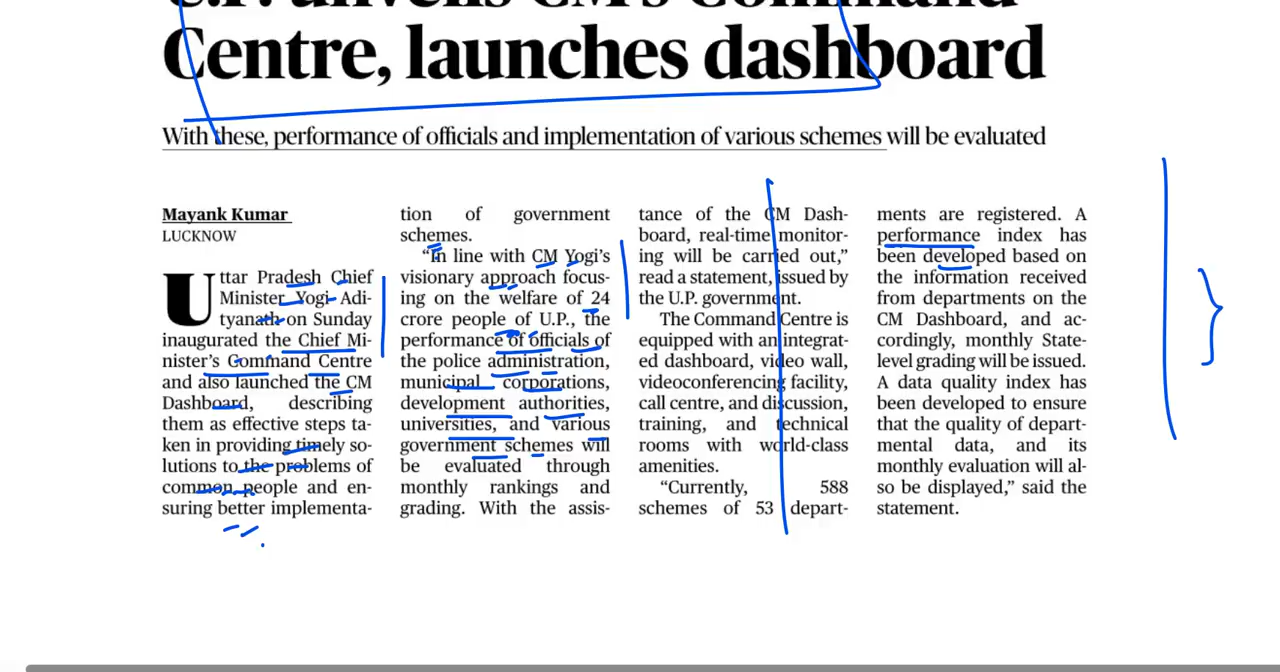 U.P. unveils CM's Command
Centre, launches dashboard
With these, performance of officials and implementation of various schemes will be evaluated
Mayank Kumar
LUCKNOW
Uttar Pradesh Chief
Minister Yogi Adi-
tyanath on Sunday
inaugurated the Chief Mi-
nister's Command Centre
and also launched the CM
Dashboard, describing
them as effective steps ta-
ken in providing timely so-
lutions to the problems of
common people and en-
suring better implementa-
tion of government
schemes.
"In line with CM Yogi's
visionary approach focus-
ing on the welfare of 24
crore people of U.P., the
performance of officials of
the police administration,
municipal corporations,
development authorities,
universities, and various
government schemes will
be evaluated through
monthly rankings and
grading. With the assis-
tance of the CM Dash-
board, real-time monitor-
ing will be carried out,"
read a statement, issued by
the U.P. government.
The Command Centre is
equipped with an integrat-
ed dashboard, video wall,
videoconferencing facility,
call centre, and discussion,
training, and technical
rooms with world-class
amenities.
"Currently, 588
schemes of 53 depart-
ments are registered. A
performance index has
been developed based on
the information received
from departments on the
CM Dashboard, and ac-
cordingly, monthly State-
level grading will be issued.
A data quality index has
been developed to ensure
that the quality of depart-
mental data, and its
monthly evaluation will al-
so be displayed," said the
statement.